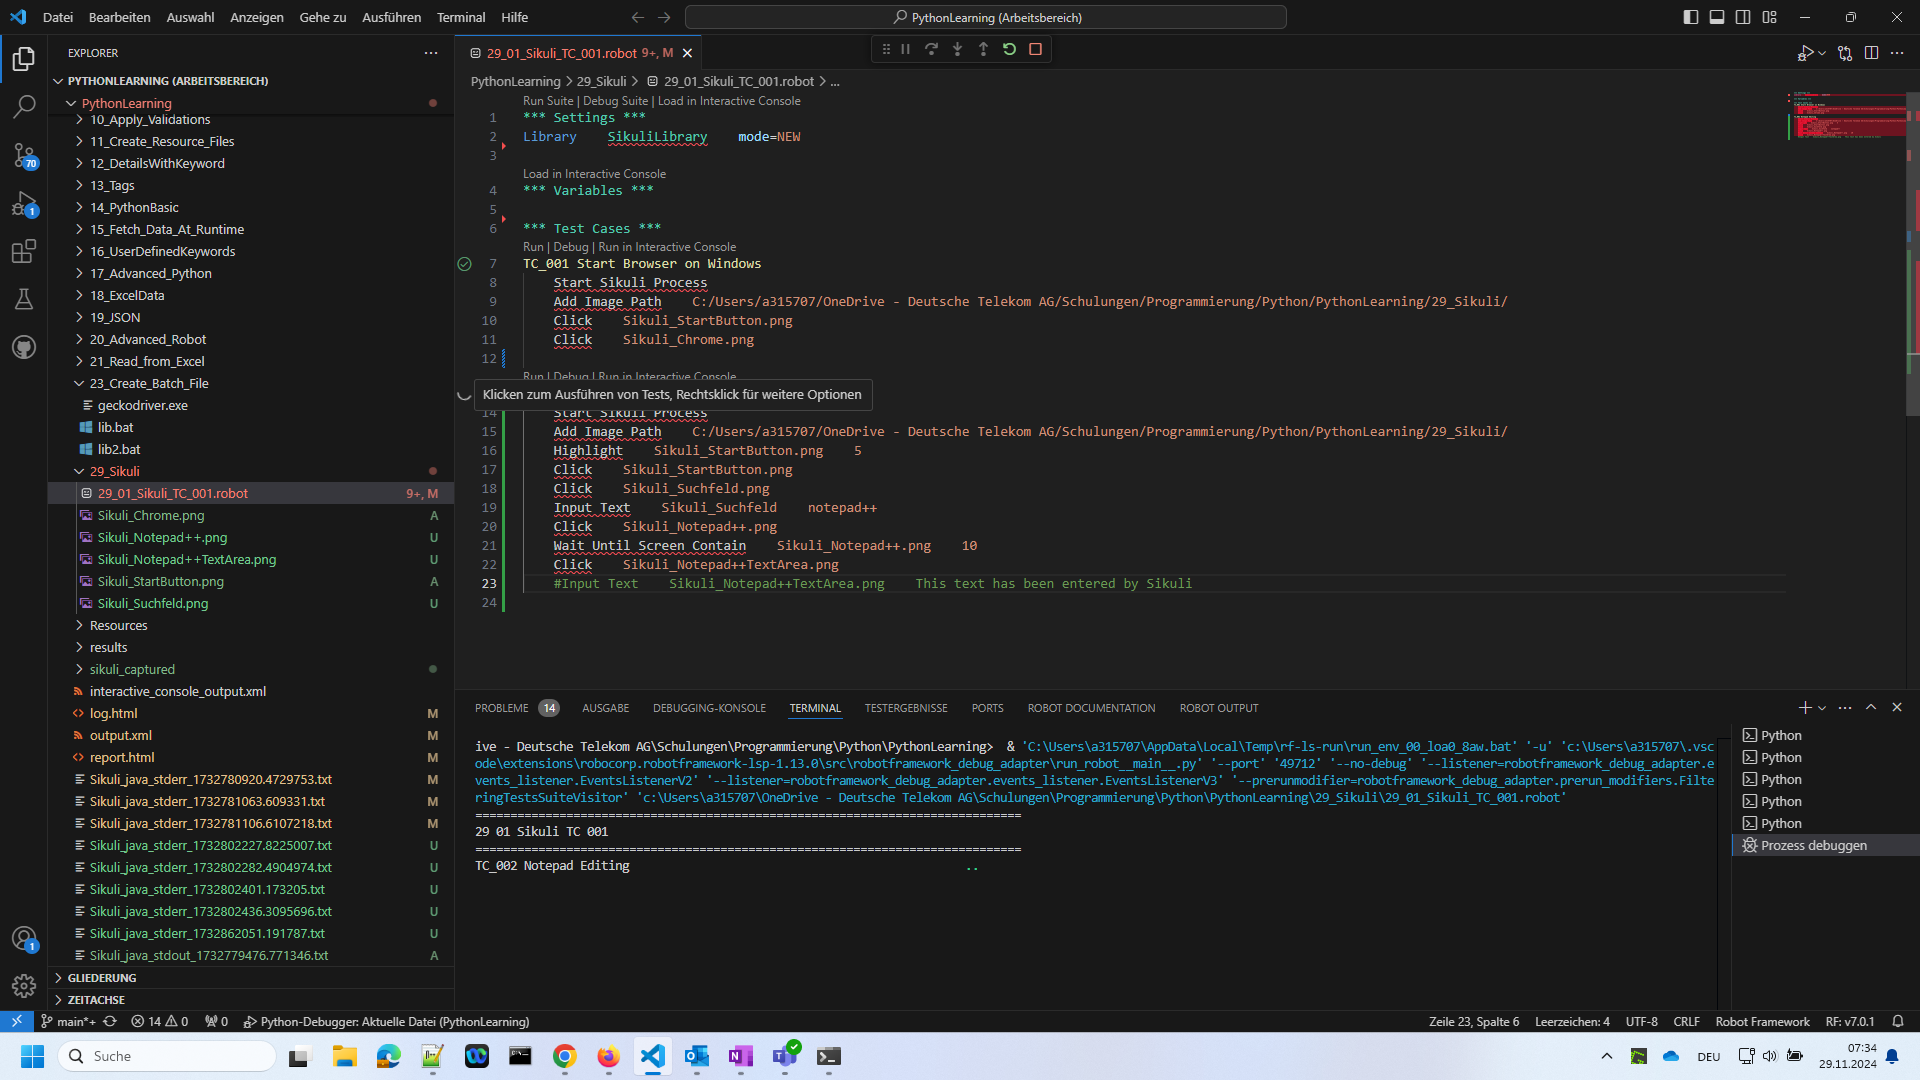 Datei Bearbeiten Auswahl Anzeigen Gehe zu Ausführen Terminal Hilfe
PythonLearning (Arbeitsbereich)
EXPLORER
PYTHONLEARNING (ARBEITSBEREICH)
PythonLearning
10_Apply_Validations
11_Create_Resource_Files
12_DetailsWithKeyword
13_Tags
14_PythonBasic
15_Fetch_Data_At_Runtime
16_UserDefinedKeywords
17_Advanced_Python
18_ExcelData
19_JSON
20_Advanced_Robot
21_Read_from_Excel
23_Create_Batch_File
geckodriver.exe
lib.bat
lib2.bat
29_Sikuli
29_01_Sikuli_TC_001.robot 9+, M
Sikuli_Chrome.png A
Sikuli_Notepad++.png U
Sikuli_Notepad++TextArea.png U
Sikuli_StartButton.png A
Sikuli_Suchfeld.png U
Resources
results
sikuli_captured
interactive_console_output.xml
log.html M
output.xml M
report.html M
Sikuli_java_stderr_1732780920.4729753.txt M
Sikuli_java_stderr_1732781063.609331.txt M
Sikuli_java_stderr_1732781106.6107218.txt M
Sikuli_java_stderr_1732802227.8225007.txt U
Sikuli_java_stderr_1732802282.4904974.txt U
Sikuli_java_stderr_1732802401.173205.txt U
Sikuli_java_stderr_1732802436.3095696.txt U
Sikuli_java_stderr_1732862051.191787.txt U
Sikuli_java_stdout_1732779476.771346.txt A
GLIEDERUNG
ZEITACHSE
70
1
1
29_01_Sikuli_TC_001.robot 9+, M
PythonLearning > 29_Sikuli > 29_01_Sikuli_TC_001.robot > ...
Run Suite | Debug Suite | Load in Interactive Console
1 *** Settings ***
2 Library SikuliLibrary mode=NEW
3
Load in Interactive Console
4 *** Variables ***
5
6 *** Test Cases ***
Run | Debug | Run in Interactive Console
7 TC_001 Start Browser on Windows
8 Start Sikuli Process
9 Add Image Path C:/Users/a315707/OneDrive - Deutsche Telekom AG/Schulungen/Programmierung/Python/PythonLearning/29_Sikuli/
10 Click Sikuli_StartButton.png
11 Click Sikuli_Chrome.png
12
Run | Debug | Run in Interactive Console
Klicken zum Ausführen von Tests, Rechtsklick für weitere Optionen
14 Start Sikuli Process
15 Add Image Path C:/Users/a315707/OneDrive - Deutsche Telekom AG/Schulungen/Programmierung/Python/PythonLearning/29_Sikuli/
16 Highlight Sikuli_StartButton.png 5
17 Click Sikuli_StartButton.png
18 Click Sikuli_Suchfeld.png
19 Input Text Sikuli_Suchfeld notepad++
20 Click Sikuli_Notepad++.png
21 Wait Until Screen Contain Sikuli_Notepad++.png 10
22 Click Sikuli_Notepad++TextArea.png
23 #Input Text Sikuli_Notepad++TextArea.png This text has been entered by Sikuli
24
PROBLEME 14 AUSGABE DEBUGGING-KONSOLE TERMINAL TESTERGEBNISSE PORTS ROBOT DOCUMENTATION ROBOT OUTPUT
ive - Deutsche Telekom AG\Schulungen\Programmierung\Python\PythonLearning> & 'C:\Users\a315707\AppData\Local\Temp\rf-ls-run\run_env_00_loa0_8aw.bat' '-u' 'c:\Users\a315707\.vsc
ode\extensions\robocorp.robotframework-lsp-1.13.0\src\robotframework_debug_adapter\run_robot__main__.py' '--port' '49712' '--no-debug' '--listener=robotframework_debug_adapter.e
vents_listener.EventsListenerV2' '--listener=robotframework_debug_adapter.events_listener.EventsListenerV3' '--prerunmodifier=robotframework_debug_adapter.prerun_modifiers.Filte
ringTestsSuiteVisitor' 'c:\Users\a315707\OneDrive - Deutsche Telekom AG\Schulungen\Programmierung\Python\PythonLearning\29_Sikuli\29_01_Sikuli_TC_001.robot'
==============================================================================
29 01 Sikuli TC 001
==============================================================================
TC_002 Notepad Editing ..
Python
Python
Python
Python
Python
Prozess debuggen
main*+ 14 0 0 Python-Debugger: Aktuelle Datei (PythonLearning)
Zeile 23, Spalte 6 Leerzeichen: 4 UTF-8 CRLF Robot Framework RF: v7.0.1
Suche
DEU
07:34
29.11.2024